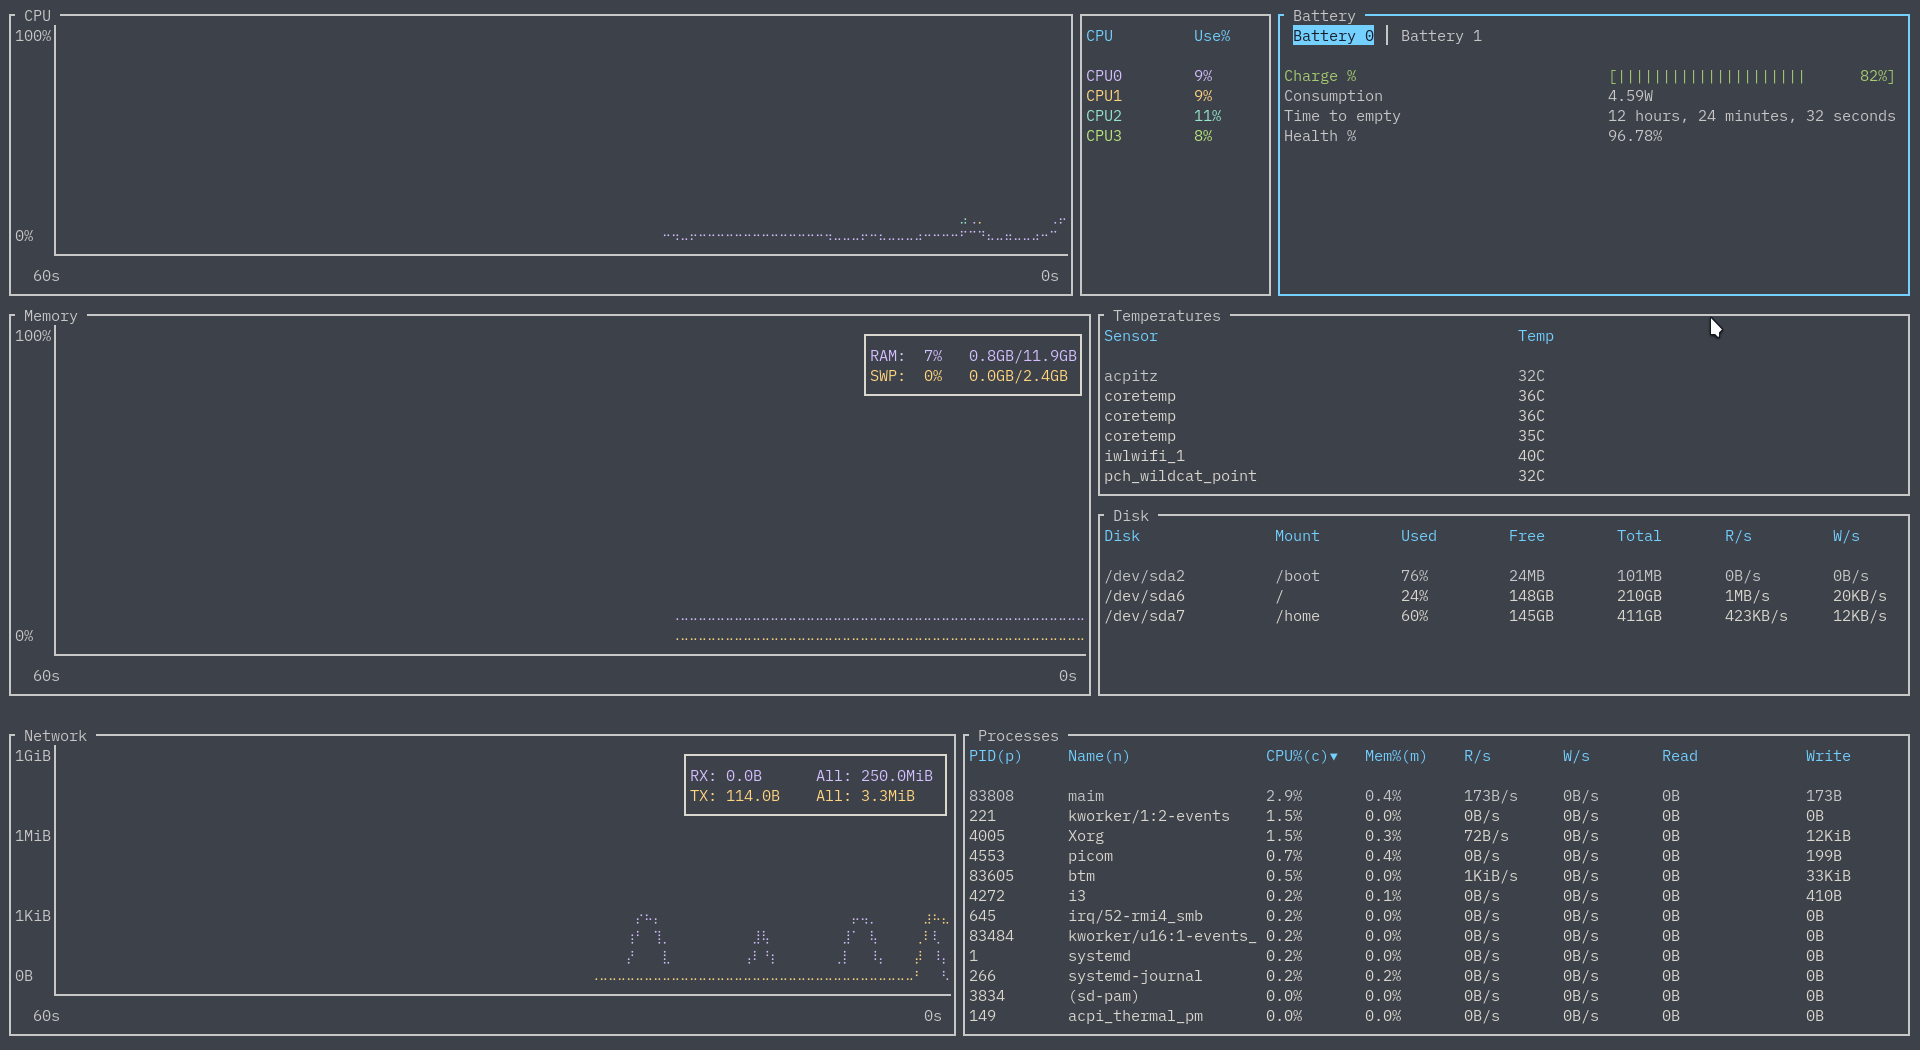 CPU
100%
0%
60s 0s
CPU Use%
CPU0 9%
CPU1 9%
CPU2 11%
CPU3 8%
Battery
Battery 0 | Battery 1
Charge % [||||||||||||||||||||| 82%]
Consumption 4.59W
Time to empty 12 hours, 24 minutes, 32 seconds
Health % 96.78%
Memory
100%
RAM: 7% 0.8GB/11.9GB
SWP: 0% 0.0GB/2.4GB
0%
60s 0s
Temperatures
Sensor Temp
acpitz 32C
coretemp 36C
coretemp 36C
coretemp 35C
iwlwifi_1 40C
pch_wildcat_point 32C
Disk
Disk Mount Used Free Total R/s W/s
/dev/sda2 /boot 76% 24MB 101MB 0B/s 0B/s
/dev/sda6 / 24% 148GB 210GB 1MB/s 20KB/s
/dev/sda7 /home 60% 145GB 411GB 423KB/s 12KB/s
Network
1GiB
RX: 0.0B All: 250.0MiB
TX: 114.0B All: 3.3MiB
1MiB
1KiB
0B
60s 0s
Processes
PID(p) Name(n) CPU%(c)▼ Mem%(m) R/s W/s Read Write
83808 maim 2.9% 0.4% 173B/s 0B/s 0B 173B
221 kworker/1:2-events 1.5% 0.0% 0B/s 0B/s 0B 0B
4005 Xorg 1.5% 0.3% 72B/s 0B/s 0B 12KiB
4553 picom 0.7% 0.4% 0B/s 0B/s 0B 199B
83605 btm 0.5% 0.0% 1KiB/s 0B/s 0B 33KiB
4272 i3 0.2% 0.1% 0B/s 0B/s 0B 410B
645 irq/52-rmi4_smb 0.2% 0.0% 0B/s 0B/s 0B 0B
83484 kworker/u16:1-events_ 0.2% 0.0% 0B/s 0B/s 0B 0B
1 systemd 0.2% 0.0% 0B/s 0B/s 0B 0B
266 systemd-journal 0.2% 0.2% 0B/s 0B/s 0B 0B
3834 (sd-pam) 0.0% 0.0% 0B/s 0B/s 0B 0B
149 acpi_thermal_pm 0.0% 0.0% 0B/s 0B/s 0B 0B